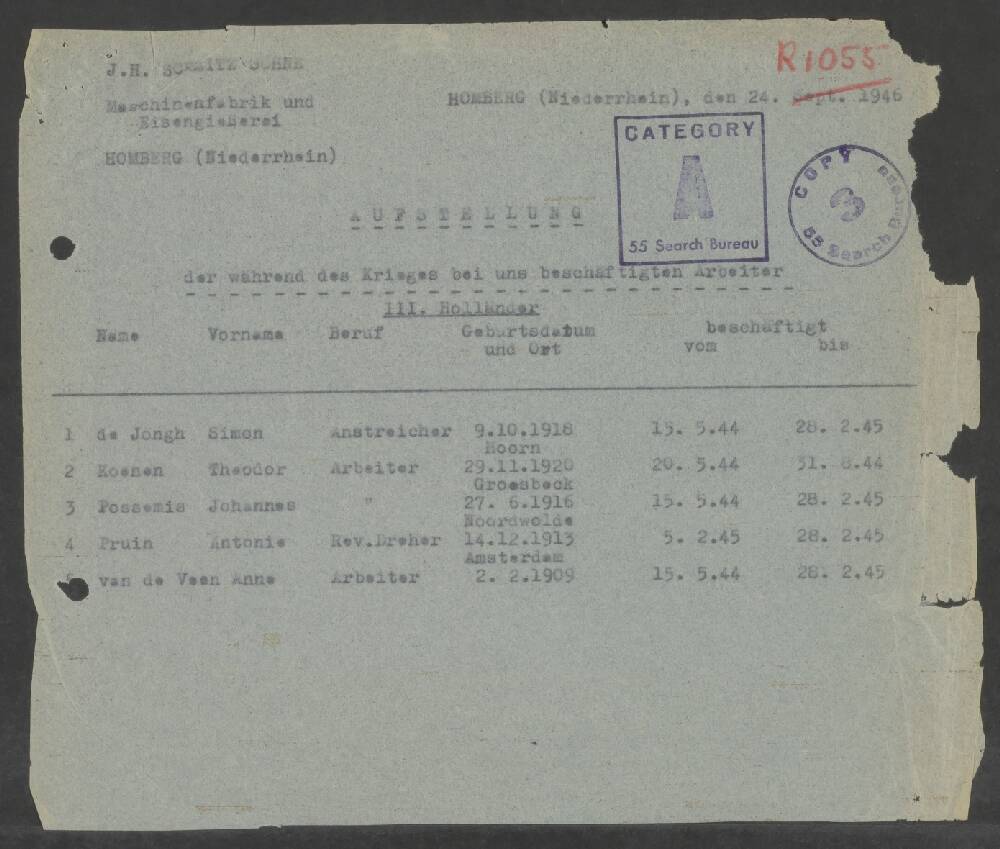 R1055
J.H. SCHMITZ SÖHNE
Maschinenfabrik und
Eisengießerei
HOMBERG (Niederrhein)
HOMBERG (Niederrhein), den 24. Sept. 1946
CATEGORY
A
55 Search Bureau
COPY
3
55 Search Bureau
AUFSTELLUNG
der während des Krieges bei uns beschäftigten Arbeiter
III. Holländer
Name Vorname Beruf Geburtsdatum beschäftigt
und Ort vom bis
1 de Jongh Simon Anstreicher 9.10.1918 15. 5.44 28. 2.45
Hoorn
2 Koenen Theodor Arbeiter 29.11.1920 20. 5.44 31. 8.44
Groesbeck
3 Possemis Johannes " 27. 6.1916 15. 5.44 28. 2.45
Noordwolde
4 Pruin Antonie Rev.Dreher 14.12.1913 5. 2.45 28. 2.45
Amsterdam
van de Veen Anne Arbeiter 2. 2.1909 15. 5.44 28. 2.45